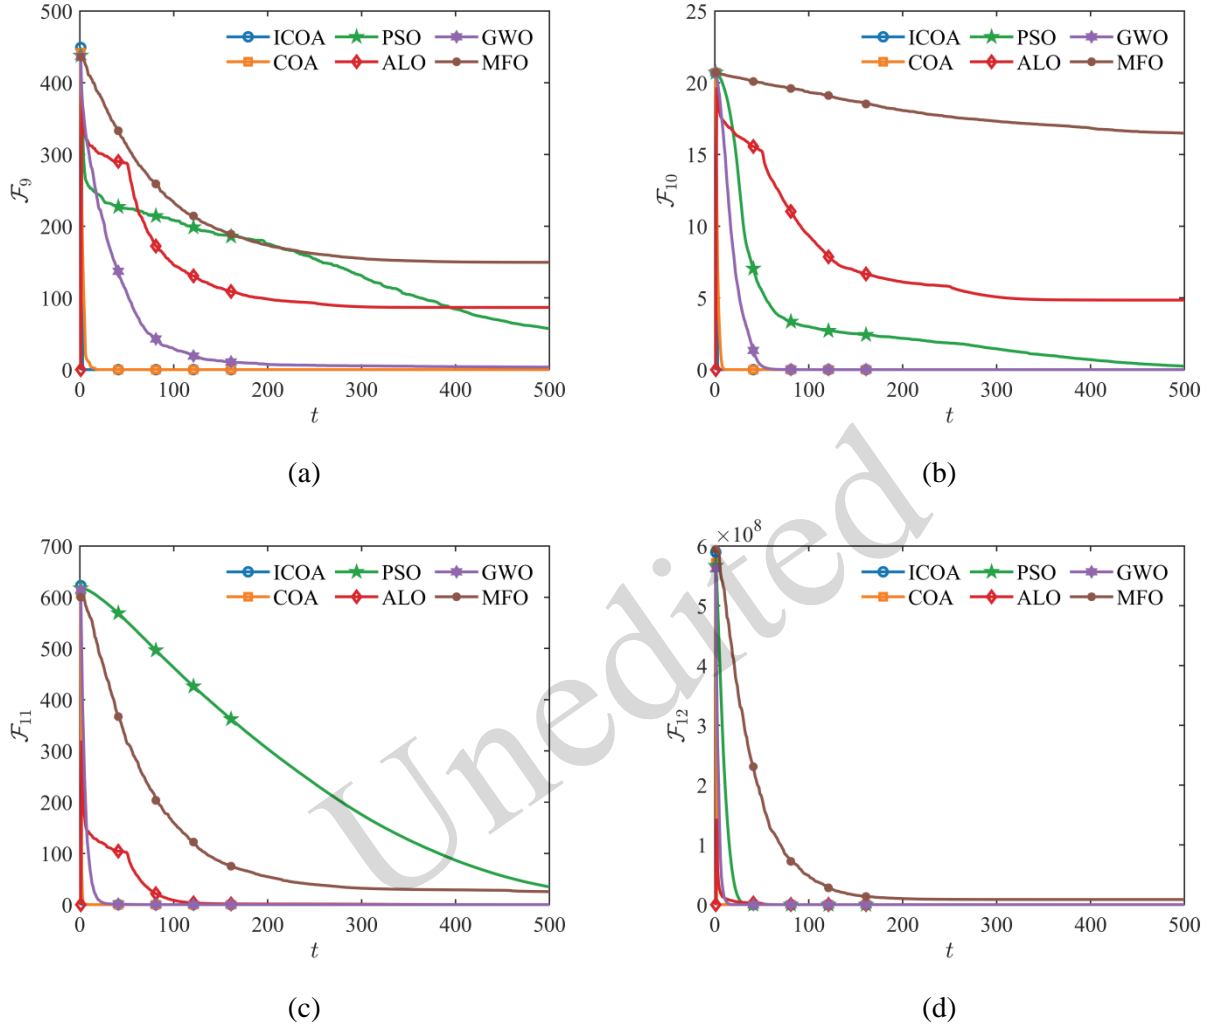 500
400
300
200
100
0
ℱ9
ICOA PSO GWO
COA ALO MFO
0 100 200 300 400 500
t
(a)
25
20
15
10
5
0
ℱ10
ICOA PSO GWO
COA ALO MFO
0 100 200 300 400 500
t
(b)
700
600
500
400
300
200
100
0
ℱ11
ICOA PSO GWO
COA ALO MFO
0 100 200 300 400 500
t
(c)
×10^8
6
5
4
3
2
1
0
ℱ12
ICOA PSO GWO
COA ALO MFO
0 100 200 300 400 500
t
(d)
Unedited